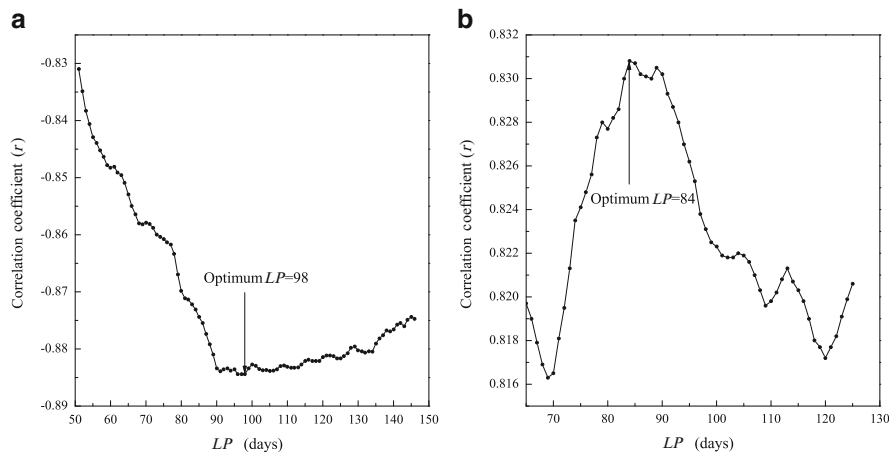 a
-0.83
-0.84
-0.85
-0.86
-0.87
-0.88
-0.89
Correlation coefficient (r)
Optimum LP=98
50 60 70 80 90 100 110 120 130 140 150
LP (days)
b
0.832
0.830
0.828
0.826
0.824
0.822
0.820
0.818
0.816
Correlation coefficient (r)
Optimum LP=84
70 80 90 100 110 120 130
LP (days)